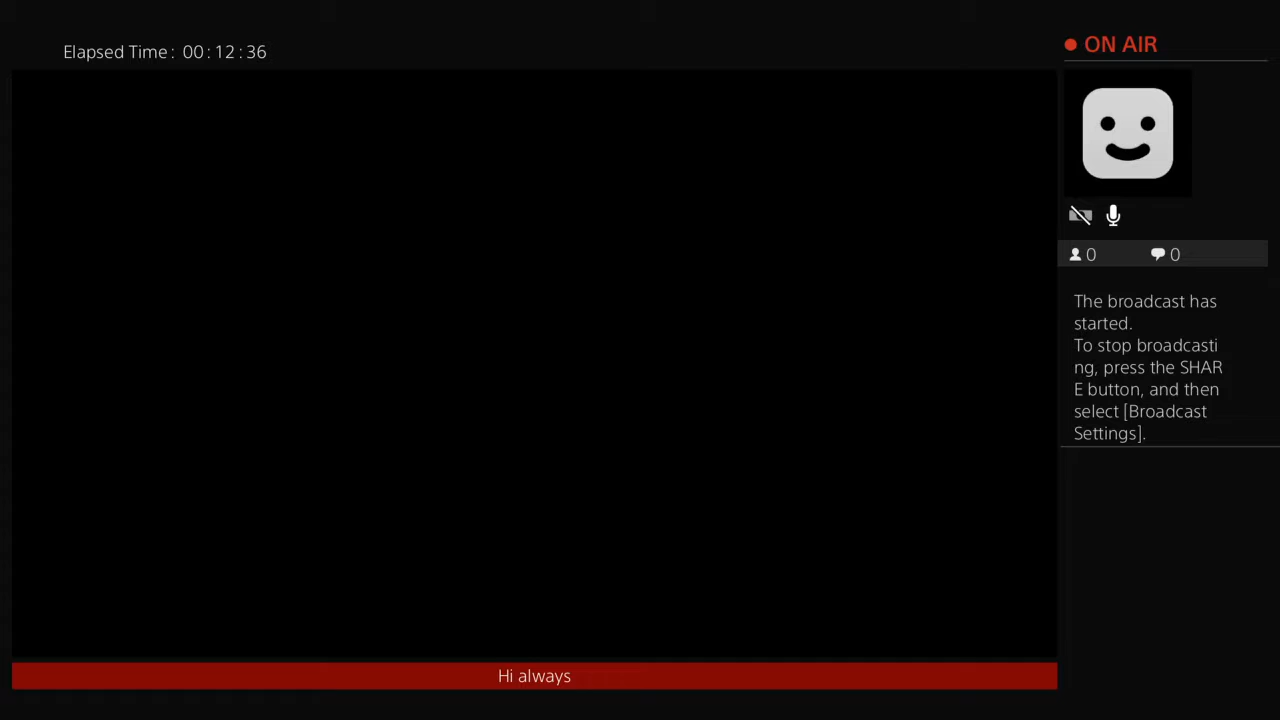 Elapsed Time: 00:12:36
ON AIR
0 0
The broadcast has
started.
To stop broadcasti
ng, press the SHAR
E button, and then
select [Broadcast
Settings].
Hi always